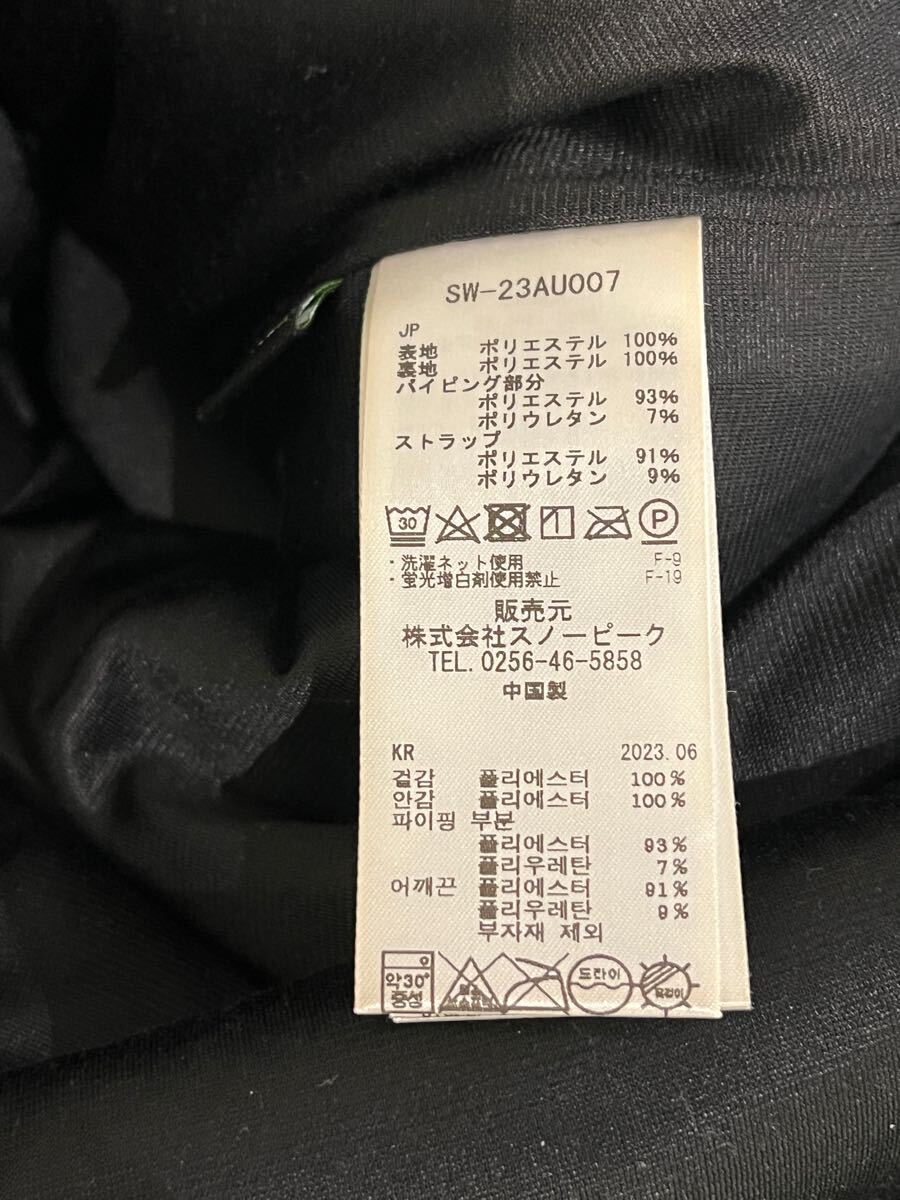 SW-23AU007
JP
表地 ポリエステル 100%
裏地 ポリエステル 100%
パイピング部分
ポリエステル 93%
ポリウレタン 7%
ストラップ
ポリエステル 91%
ポリウレタン 9%
30 P
・洗濯ネット使用 F-9
・蛍光増白剤使用禁止 F-19
販売元
株式会社スノーピーク
TEL.0256-46-5858
中国製
KR 2023.06
겉감 폴리에스터 100%
안감 폴리에스터 100%
파이핑 부분
폴리에스터 93%
폴리우레탄 7%
어깨끈 폴리에스터 91%
폴리우레탄 9%
부자재 제외
약30° 드라이
중성 옷걸이